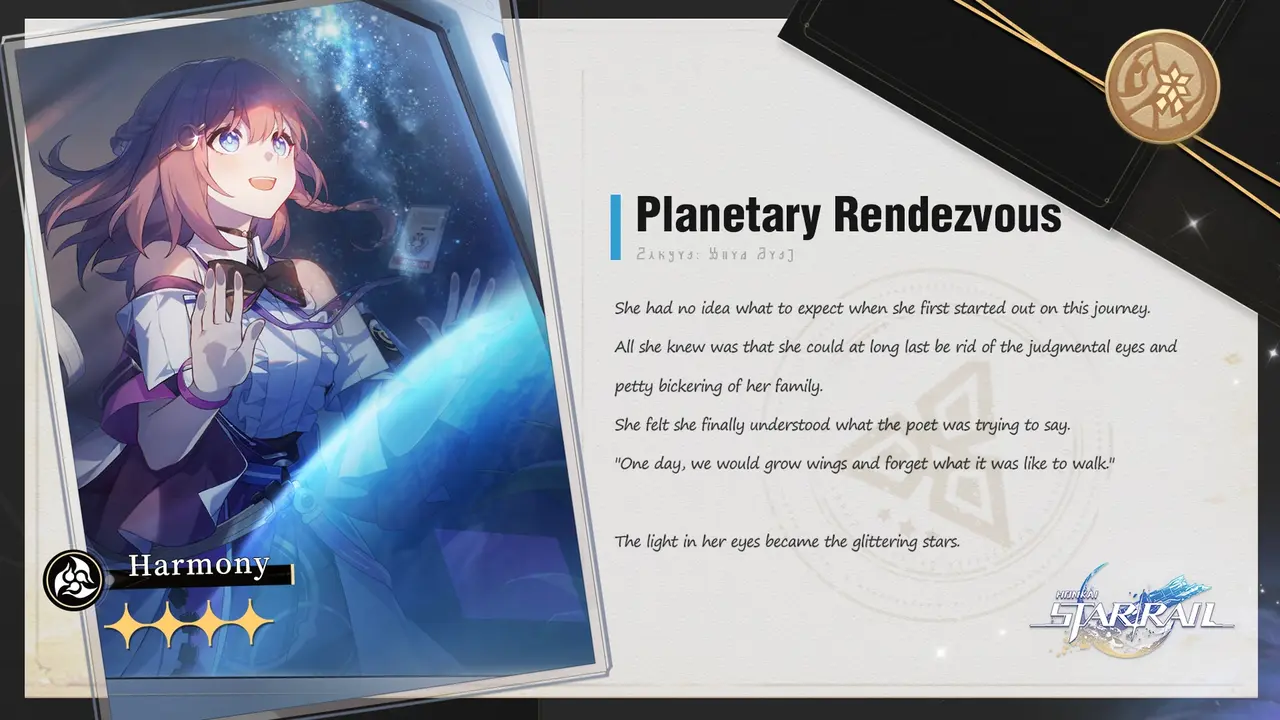 Planetary Rendezvous
She had no idea what to expect when she first started out on this journey.
All she knew was that she could at long last be rid of the judgmental eyes and
petty bickering of her family.
She felt she finally understood what the poet was trying to say.
"One day, we would grow wings and forget what it was like to walk."
The light in her eyes became the glittering stars.
Harmony
HONKAI
STAR RAIL